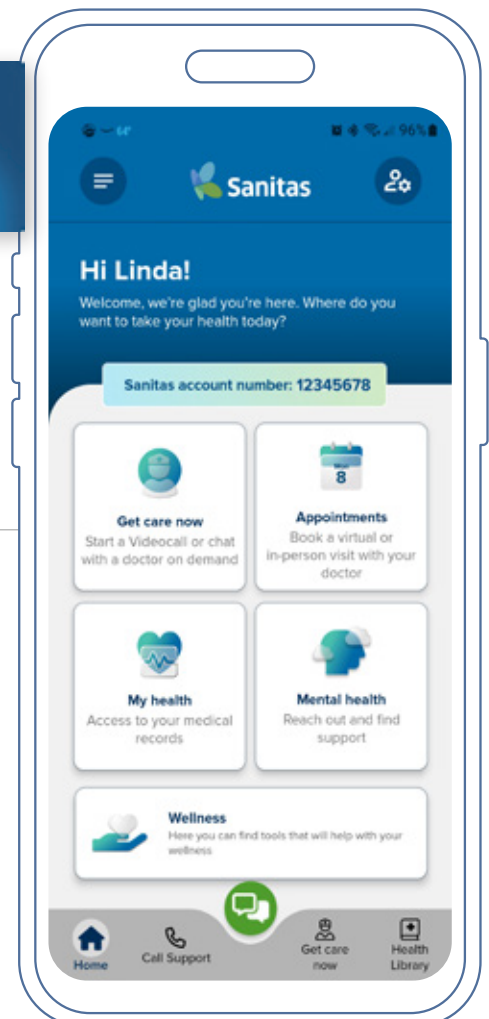 64°
96%
Sanitas
Hi Linda!
Welcome, we're glad you're here. Where do you
want to take your health today?
Sanitas account number: 12345678
Mon
8
Get care now
Start a Videocall or chat
with a doctor on demand
Appointments
Book a virtual or
in-person visit with your
doctor
My health
Access to your medical
records
Mental health
Reach out and find
support
Wellness
Here you can find tools that will help with your
wellness
Home
Call Support
Get care
now
Health
Library